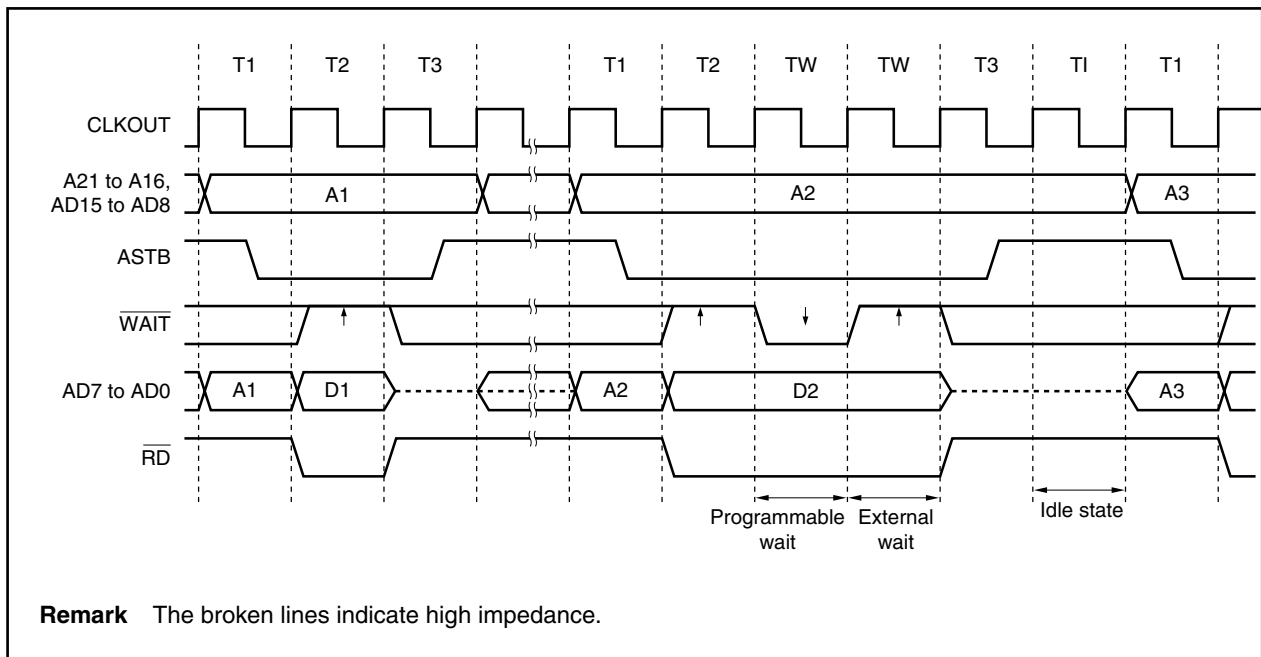 T1 T2 T3 T1 T2 TW TW T3 TI T1
CLKOUT
A21 to A16,
AD15 to AD8
A1 A2 A3
ASTB
WAIT
AD7 to AD0 A1 D1 A2 D2 A3
RD
Programmable
wait
External
wait
Idle state
Remark The broken lines indicate high impedance.